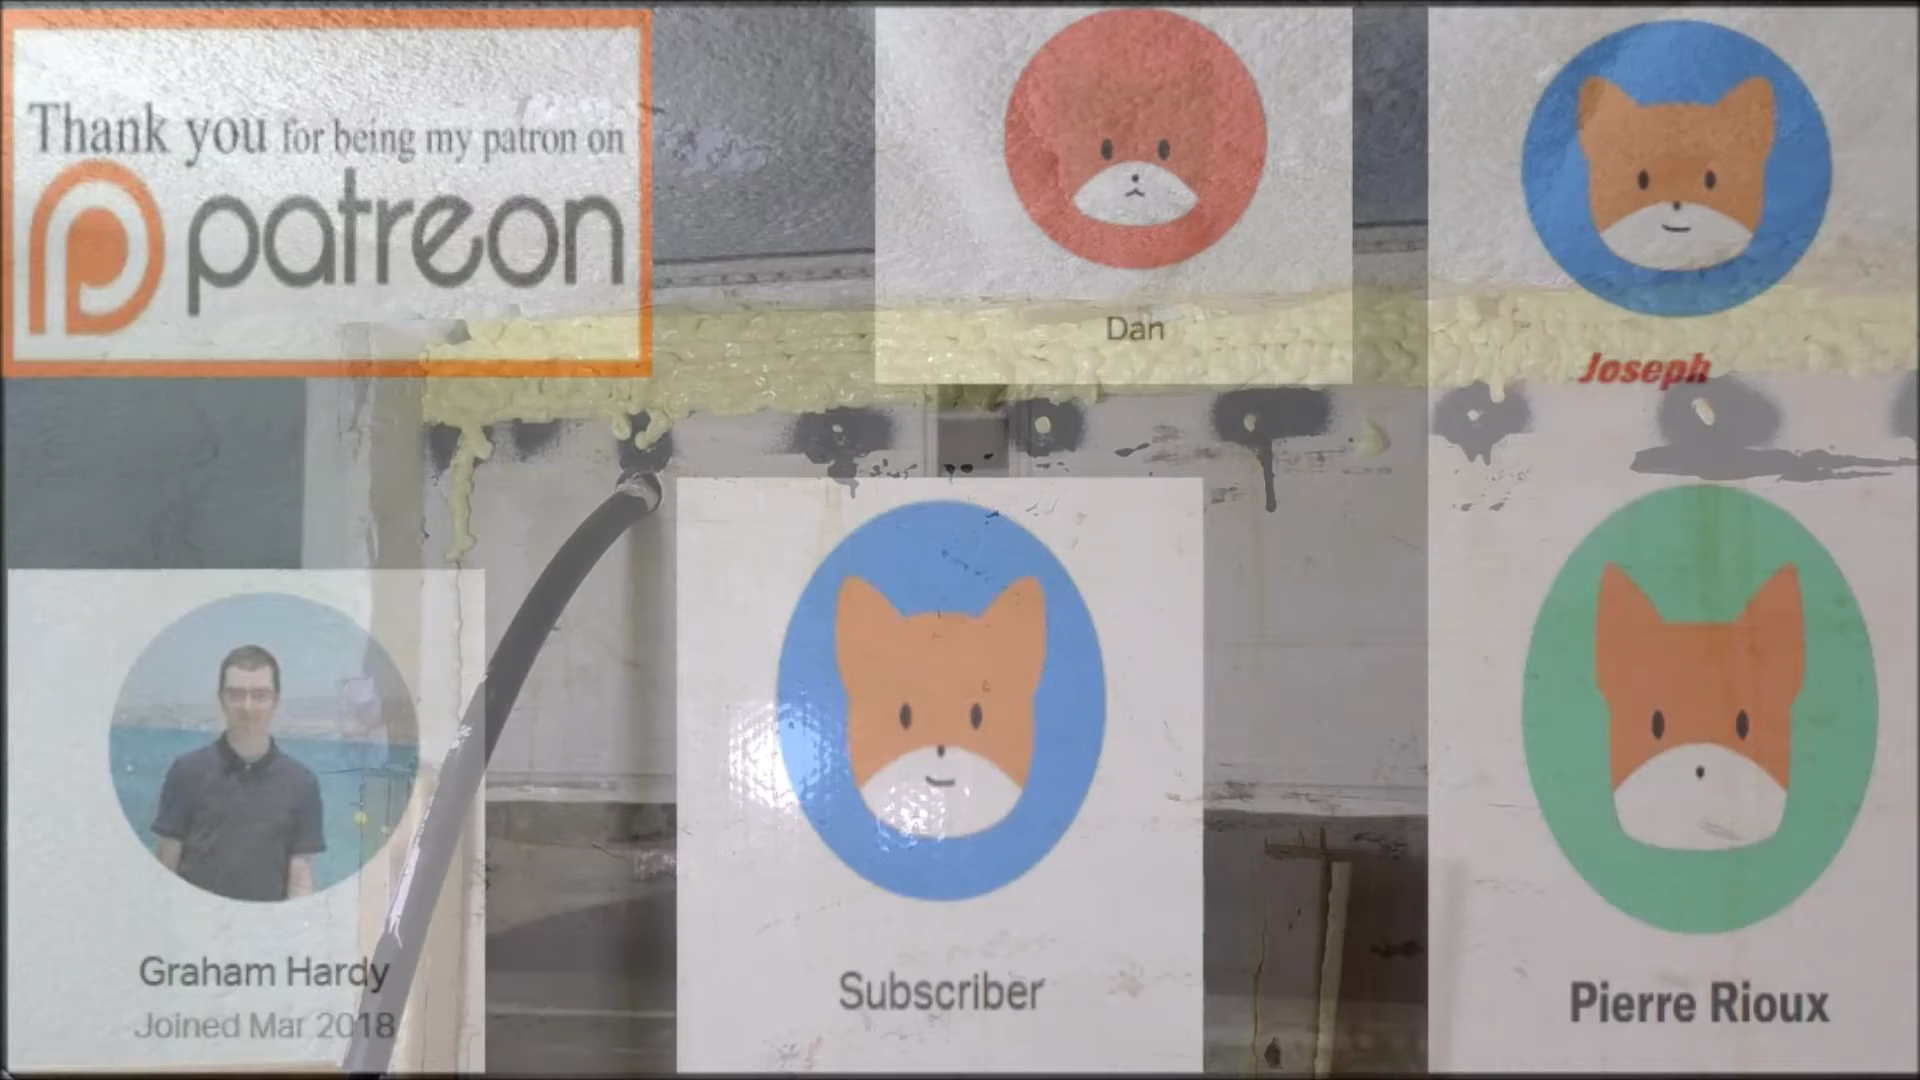 Thank you for being my patron on
patreon
Dan
Joseph
Graham Hardy
Joined Mar 2018
Subscriber
Pierre Rioux